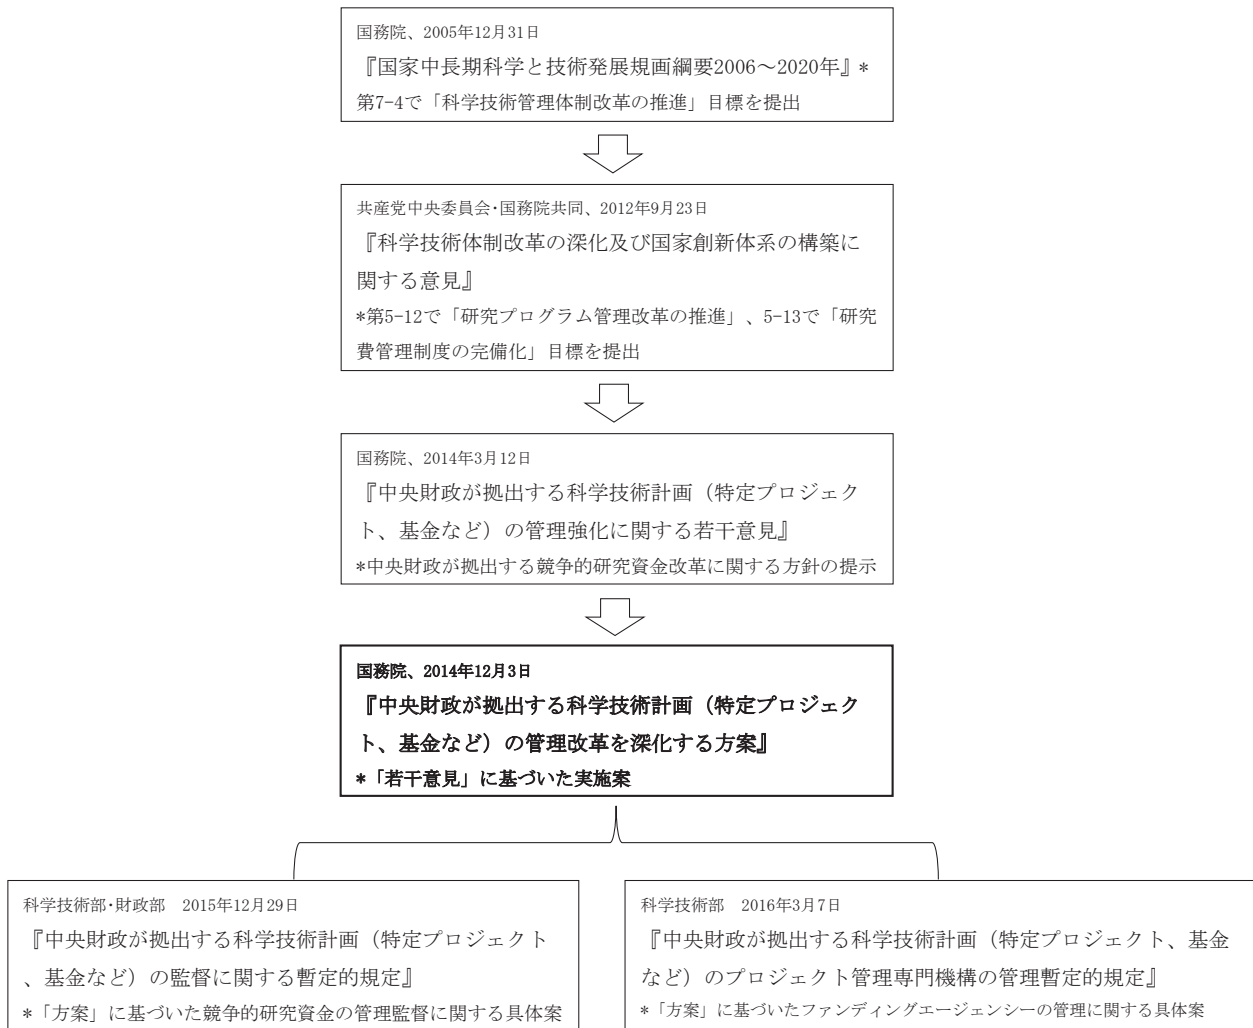 国務院、2005年12月31日
『国家中長期科学と技術発展規画綱要2006～2020年』*
第7-4で「科学技術管理体制改革の推進」目標を提出
共産党中央委員会・国務院共同、2012年9月23日
『科学技術体制改革の深化及び国家創新体系の構築に
関する意見』
*第5-12で「研究プログラム管理改革の推進」、5-13で「研究
費管理制度の完備化」目標を提出
国務院、2014年3月12日
『中央財政が拠出する科学技術計画（特定プロジェク
ト、基金など）の管理強化に関する若干意見』
*中央財政が拠出する競争的研究資金改革に関する方針の提示
国務院、2014年12月3日
『中央財政が拠出する科学技術計画（特定プロジェク
ト、基金など）の管理改革を深化する方案』
*「若干意見」に基づいた実施案
科学技術部・財政部　2015年12月29日
『中央財政が拠出する科学技術計画（特定プロジェクト
、基金など）の監督に関する暫定的規定』
*「方案」に基づいた競争的研究資金の管理監督に関する具体案
科学技術部　2016年3月7日
『中央財政が拠出する科学技術計画（特定プロジェクト、基金
など）のプロジェクト管理専門機構の管理暫定的規定』
*「方案」に基づいたファンディングエージェンシーの管理に関する具体案